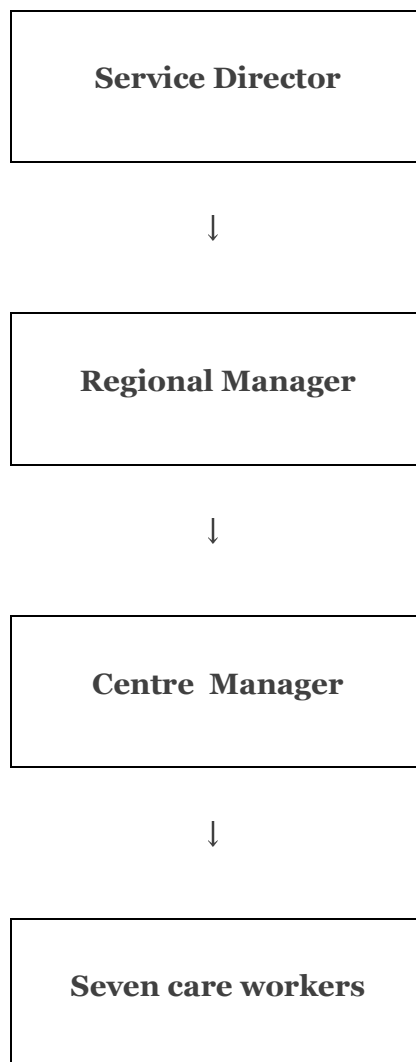 Service Director
↓
Regional Manager
↓
Centre Manager
↓
Seven care workers